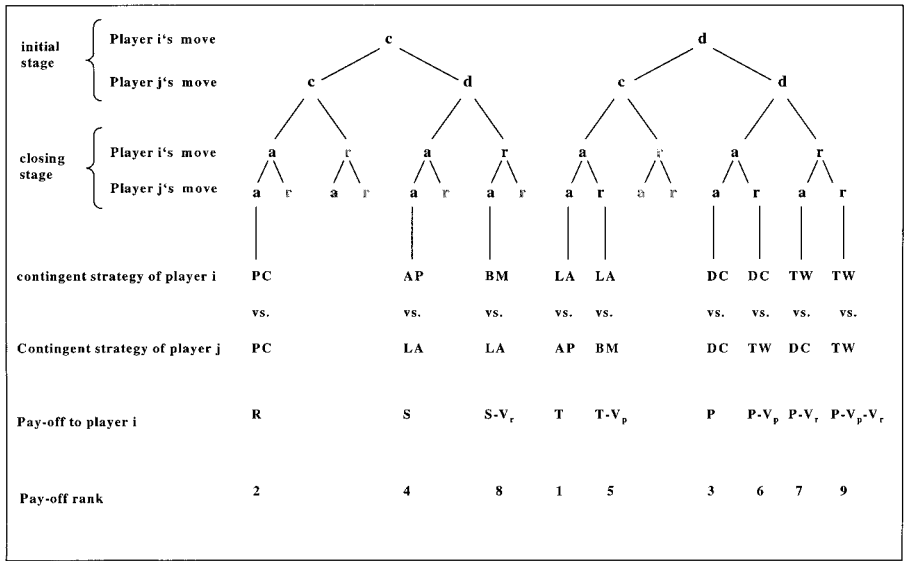 initial stage
Player i's move
c d
Player j's move
c d c d
closing stage
Player i's move
a r a r a r a r
Player j's move
a r a r a r a r a r a r a r a r
contingent strategy of player i PC AP BM LA LA DC DC TW TW
vs. vs. vs. vs. vs. vs. vs. vs. vs.
Contingent strategy of player j PC LA LA AP BM DC TW DC TW
Pay-off to player i R S S-Vr T T-Vp P P-Vp P-Vr P-Vp-Vr
Pay-off rank 2 4 8 1 5 3 6 7 9